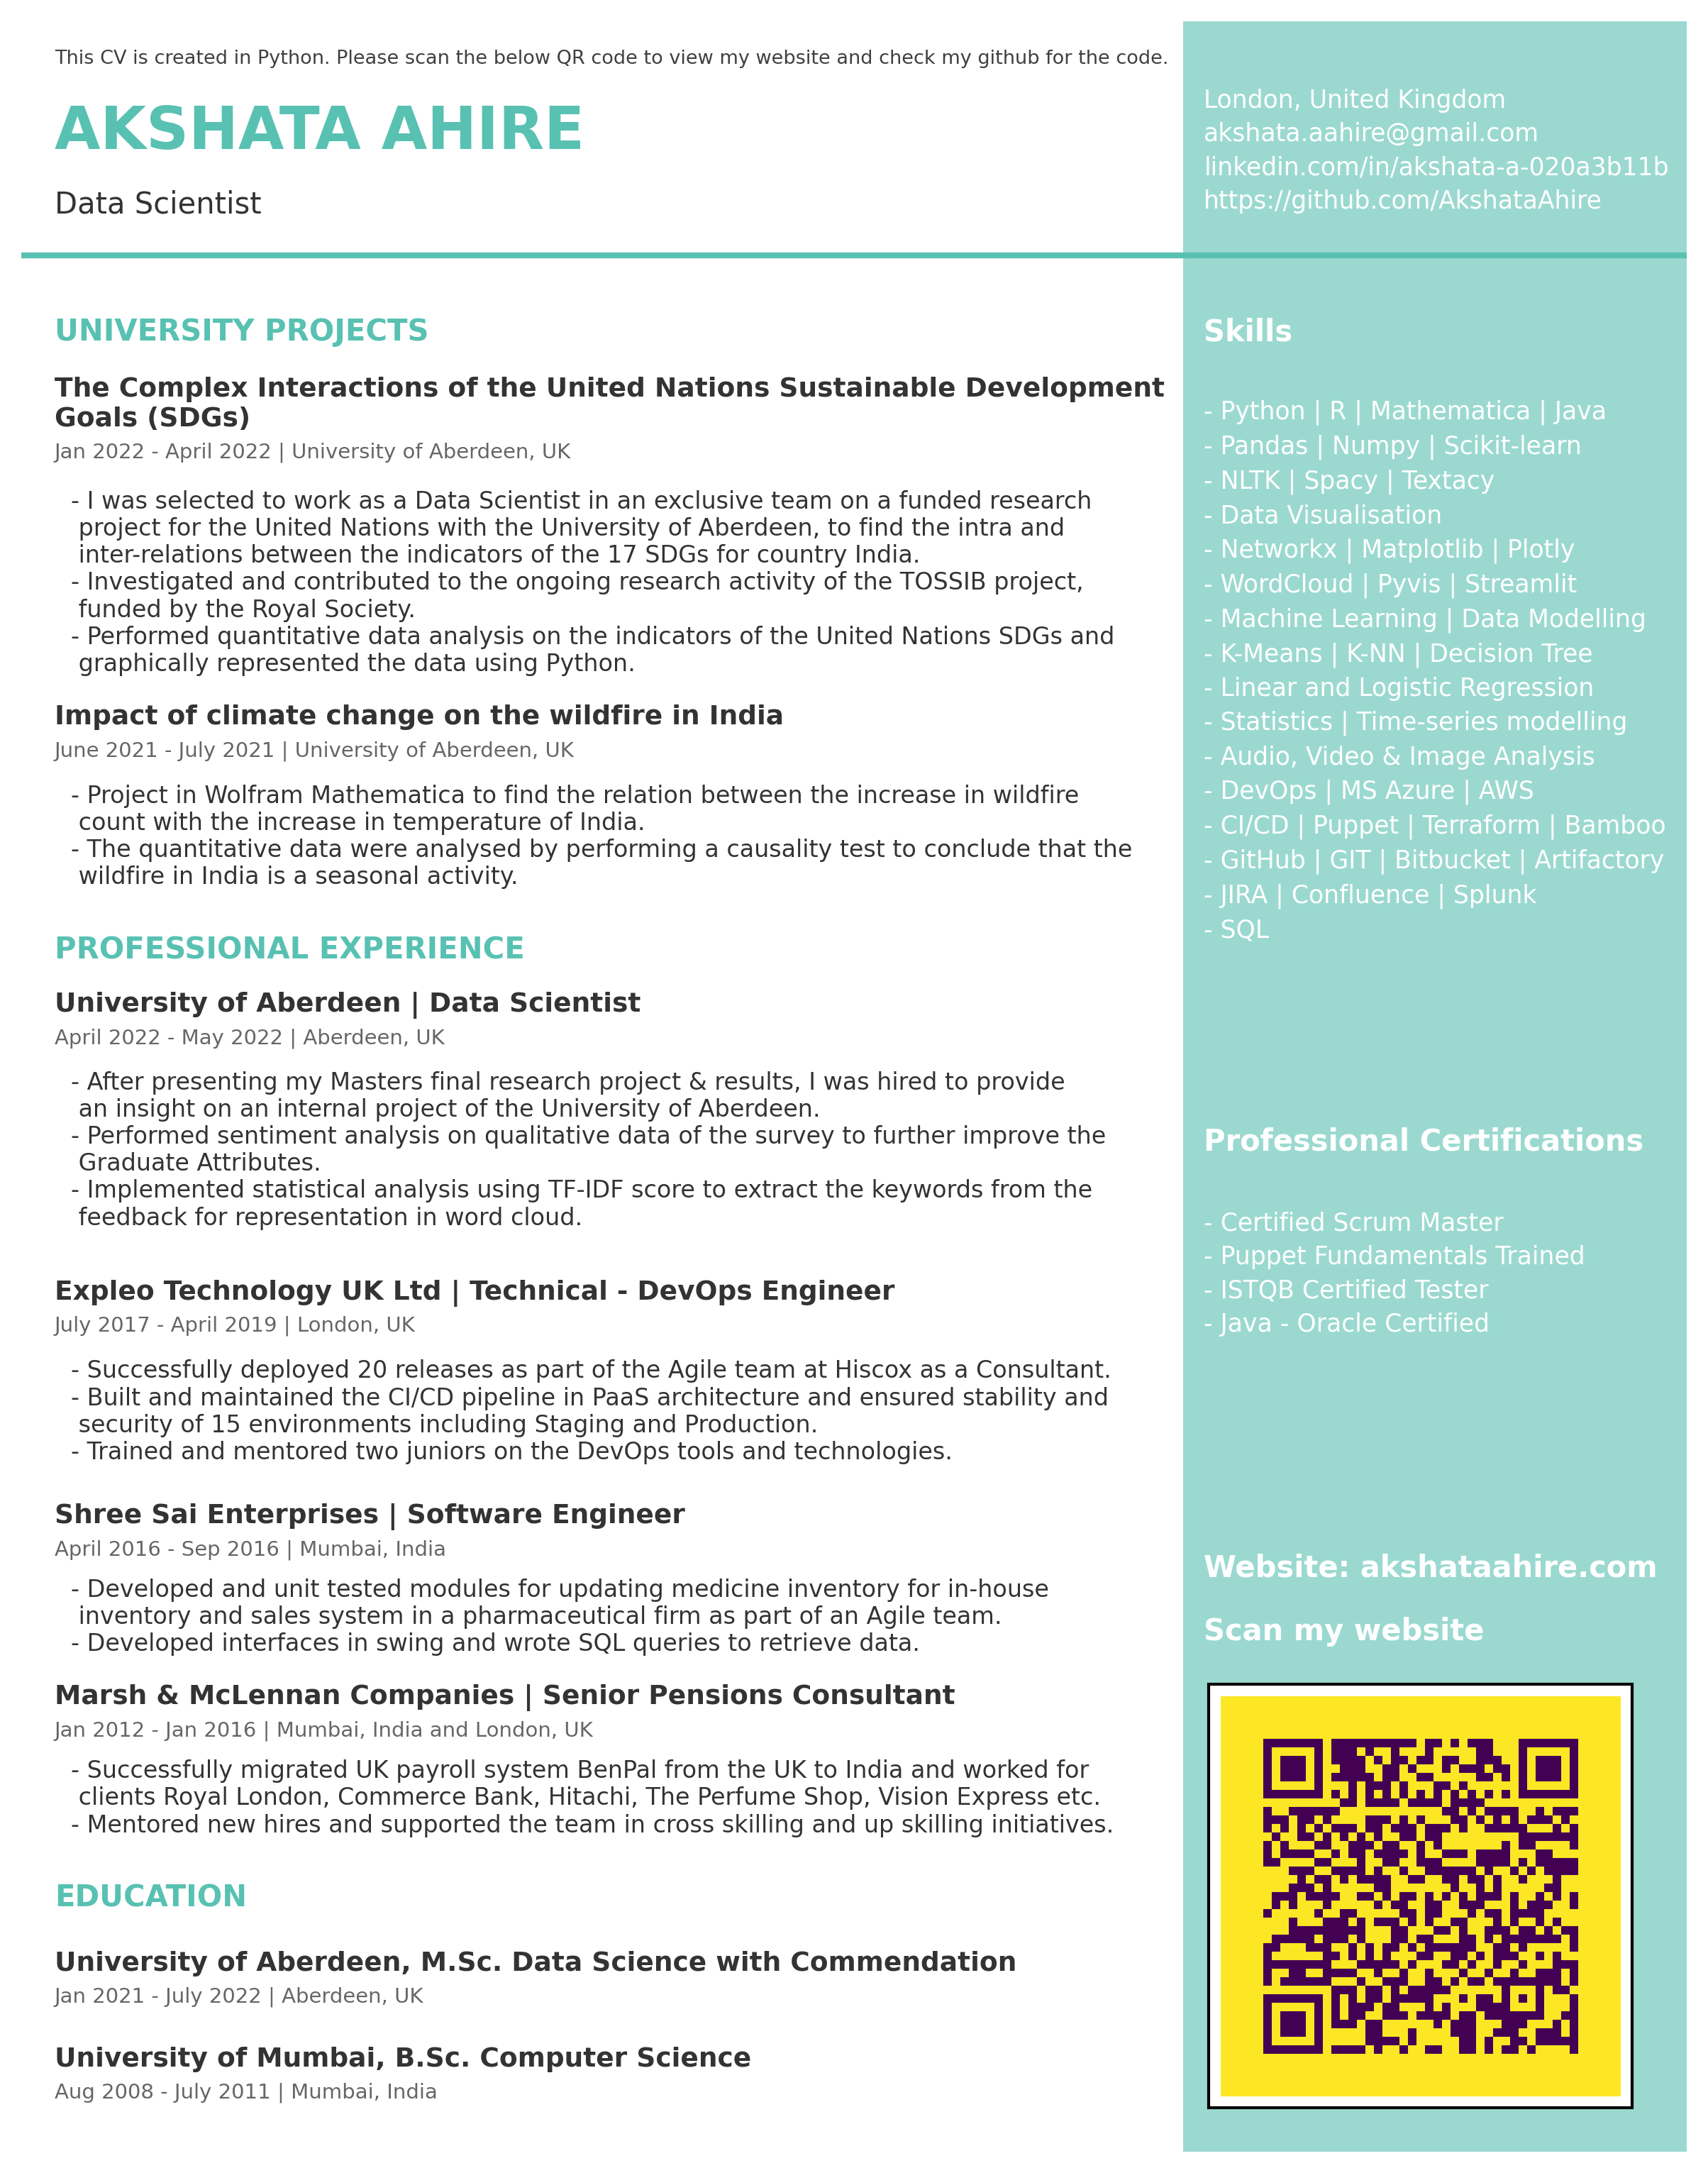 This CV is created in Python. Please scan the below QR code to view my website and check my github for the code.
AKSHATA AHIRE
Data Scientist
London, United Kingdom
akshata.aahire@gmail.com
linkedin.com/in/akshata-a-020a3b11b
https://github.com/AkshataAhire
UNIVERSITY PROJECTS
The Complex Interactions of the United Nations Sustainable Development
Goals (SDGs)
Jan 2022 - April 2022 | University of Aberdeen, UK
- I was selected to work as a Data Scientist in an exclusive team on a funded research
project for the United Nations with the University of Aberdeen, to find the intra and
inter-relations between the indicators of the 17 SDGs for country India.
- Investigated and contributed to the ongoing research activity of the TOSSIB project,
funded by the Royal Society.
- Performed quantitative data analysis on the indicators of the United Nations SDGs and
graphically represented the data using Python.
Impact of climate change on the wildfire in India
June 2021 - July 2021 | University of Aberdeen, UK
- Project in Wolfram Mathematica to find the relation between the increase in wildfire
count with the increase in temperature of India.
- The quantitative data were analysed by performing a causality test to conclude that the
wildfire in India is a seasonal activity.
PROFESSIONAL EXPERIENCE
University of Aberdeen | Data Scientist
April 2022 - May 2022 | Aberdeen, UK
- After presenting my Masters final research project & results, I was hired to provide
an insight on an internal project of the University of Aberdeen.
- Performed sentiment analysis on qualitative data of the survey to further improve the
Graduate Attributes.
- Implemented statistical analysis using TF-IDF score to extract the keywords from the
feedback for representation in word cloud.
Expleo Technology UK Ltd | Technical - DevOps Engineer
July 2017 - April 2019 | London, UK
- Successfully deployed 20 releases as part of the Agile team at Hiscox as a Consultant.
- Built and maintained the CI/CD pipeline in PaaS architecture and ensured stability and
security of 15 environments including Staging and Production.
- Trained and mentored two juniors on the DevOps tools and technologies.
Shree Sai Enterprises | Software Engineer
April 2016 - Sep 2016 | Mumbai, India
- Developed and unit tested modules for updating medicine inventory for in-house
inventory and sales system in a pharmaceutical firm as part of an Agile team.
- Developed interfaces in swing and wrote SQL queries to retrieve data.
Marsh & McLennan Companies | Senior Pensions Consultant
Jan 2012 - Jan 2016 | Mumbai, India and London, UK
- Successfully migrated UK payroll system BenPal from the UK to India and worked for
clients Royal London, Commerce Bank, Hitachi, The Perfume Shop, Vision Express etc.
- Mentored new hires and supported the team in cross skilling and up skilling initiatives.
EDUCATION
University of Aberdeen, M.Sc. Data Science with Commendation
Jan 2021 - July 2022 | Aberdeen, UK
University of Mumbai, B.Sc. Computer Science
Aug 2008 - July 2011 | Mumbai, India
Skills
- Python | R | Mathematica | Java
- Pandas | Numpy | Scikit-learn
- NLTK | Spacy | Textacy
- Data Visualisation
- Networkx | Matplotlib | Plotly
- WordCloud | Pyvis | Streamlit
- Machine Learning | Data Modelling
- K-Means | K-NN | Decision Tree
- Linear and Logistic Regression
- Statistics | Time-series modelling
- Audio, Video & Image Analysis
- DevOps | MS Azure | AWS
- CI/CD | Puppet | Terraform | Bamboo
- GitHub | GIT | Bitbucket | Artifactory
- JIRA | Confluence | Splunk
- SQL
Professional Certifications
- Certified Scrum Master
- Puppet Fundamentals Trained
- ISTQB Certified Tester
- Java - Oracle Certified
Website: akshataahire.com
Scan my website